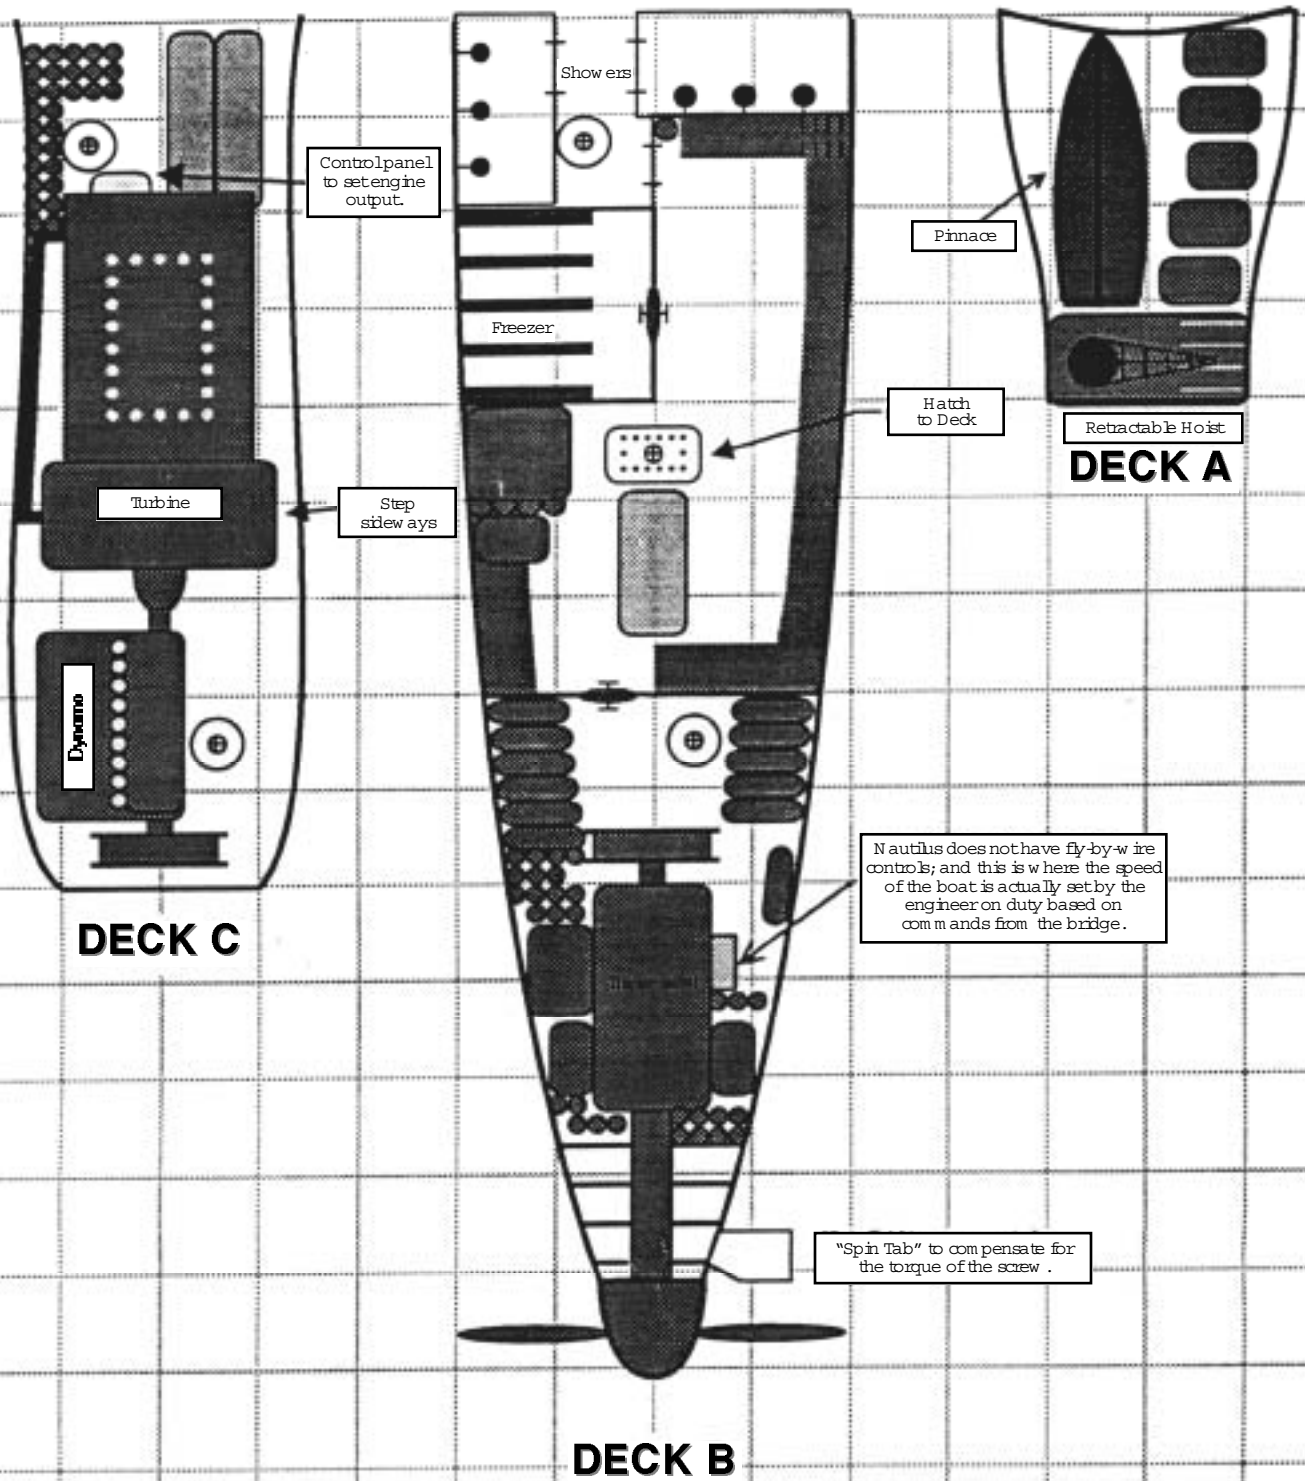 Showers
Control panel
to set engine
output.
Pinnace
Freezer
Hatch
to Deck
Retractable Hoist
DECK A
Turbine
Step
sideways
Dynamo
Nautilus does not have fly-by-wire
controls; and this is where the speed
of the boat is actually set by the
engineer on duty based on
commands from the bridge.
DECK C
"Spin Tab" to compensate for
the torque of the screw.
DECK B